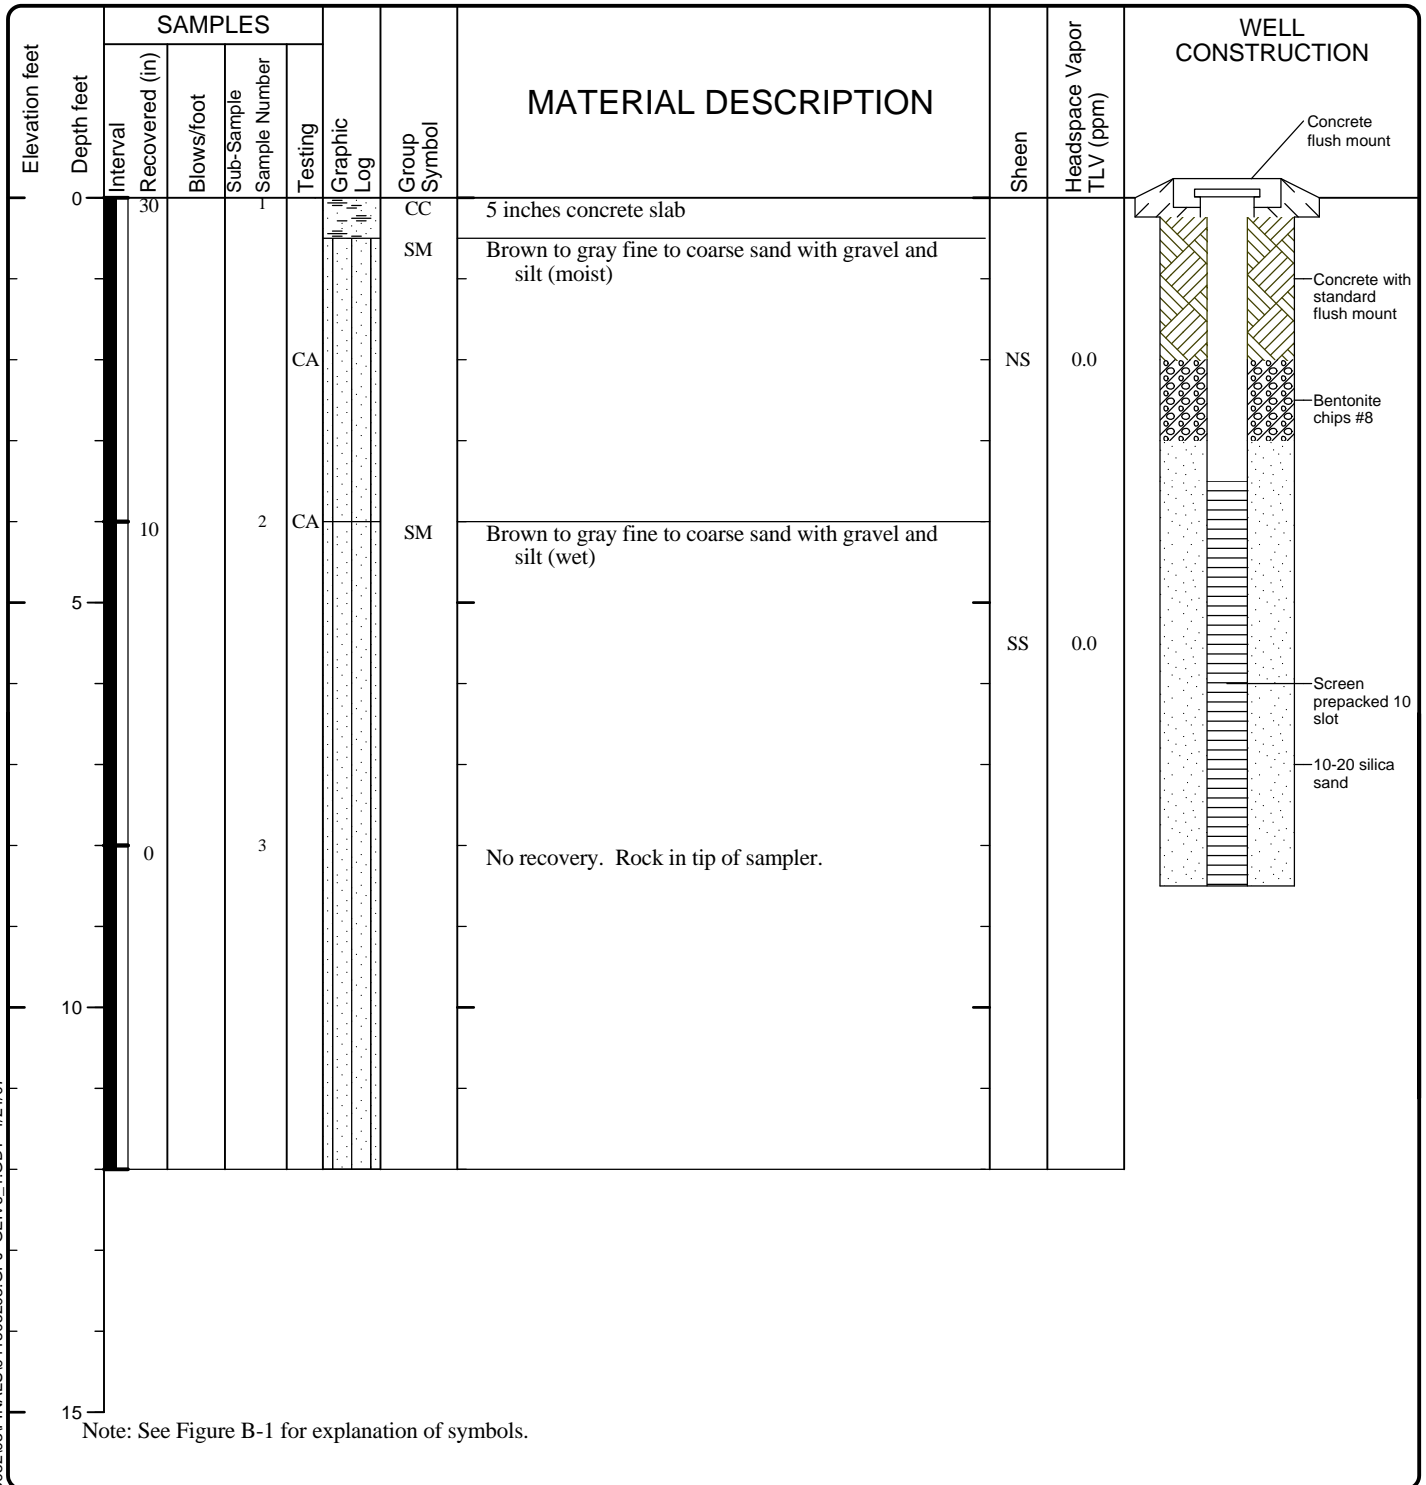 SAMPLES
Elevation feet
Depth feet
Interval
Recovered (in)
Blows/foot
Sub-Sample
Sample Number
Testing
Graphic
Log
Group
Symbol
MATERIAL DESCRIPTION
Sheen
Headspace Vapor
TLV (ppm)
WELL
CONSTRUCTION
Concrete
flush mount
0
30
1
CC
5 inches concrete slab
SM
Brown to gray fine to coarse sand with gravel and
silt (moist)
Concrete with
standard
flush mount
CA
NS
0.0
Bentonite
chips #8
10
2
CA
SM
Brown to gray fine to coarse sand with gravel and
silt (wet)
5
SS
0.0
Screen
prepacked 10
slot
10-20 silica
sand
0
3
No recovery. Rock in tip of sampler.
10
15
Note: See Figure B-1 for explanation of symbols.